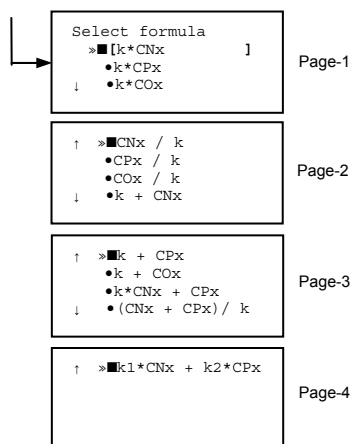 Select formula
»■[k*CNx ]
•k*CPx
↓ •k*COx
Page-1
↑ »■CNx / k
•CPx / k
•COx / k
↓ •k + CNx
Page-2
↑ »■k + CPx
•k + COx
•k*CNx + CPx
↓ •(CNx + CPx)/ k
Page-3
↑ »■k1*CNx + k2*CPx
Page-4